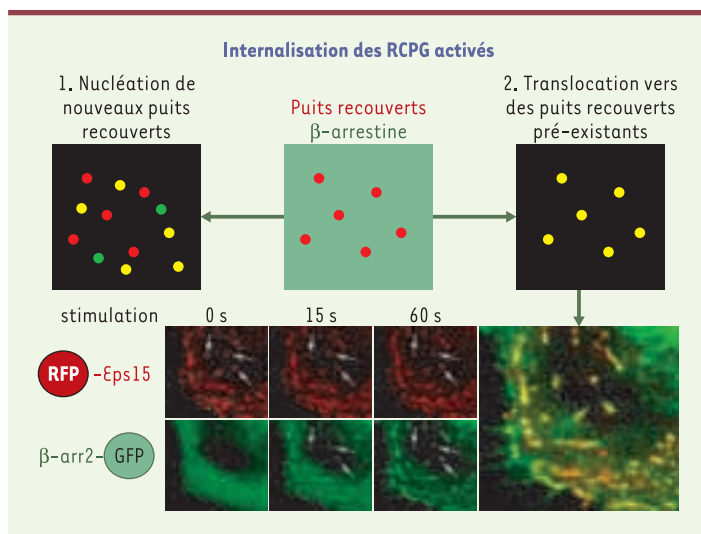 Internalisation des RCPG activés
1. Nucléation de
nouveaux puits
recouverts
Puits recouverts
β-arrestine
2. Translocation vers
des puits recouverts
pré-existants
stimulation 0 s 15 s 60 s
RFP -Eps15
β-arr2- GFP